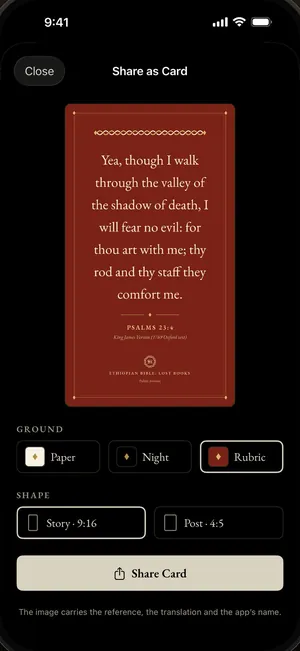 9:41
Close
Share as Card
Yea, though I walk
through the valley of
the shadow of death, I
will fear no evil: for
thou art with me; thy
rod and thy staff they
comfort me.
PSALMS 23:4
King James Version (1769 Oxford text)
ETHIOPIAN BIBLE: LOST BOOKS
GROUND
Paper
Night
Rubric
SHAPE
Story · 9:16
Post · 4:5
Share Card
The image carries the reference, the translation and the app's name.